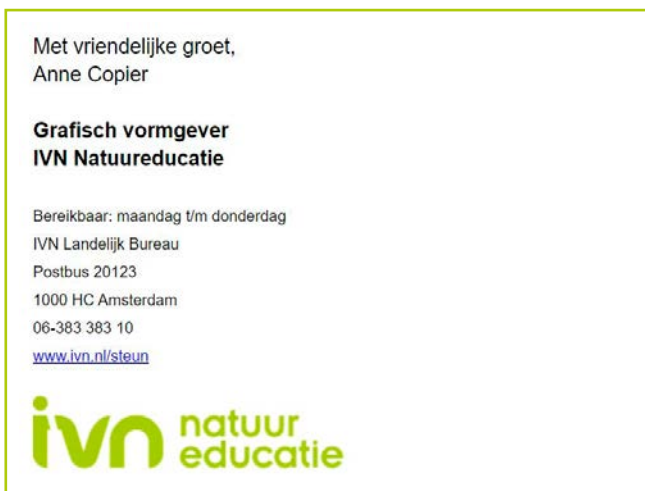 Met vriendelijke groet,
Anne Copier
Grafisch vormgever
IVN Natuureducatie
Bereikbaar: maandag t/m donderdag
IVN Landelijk Bureau
Postbus 20123
1000 HC Amsterdam
06-383 383 10
www.ivn.nl/steun
ivn natuur
educatie